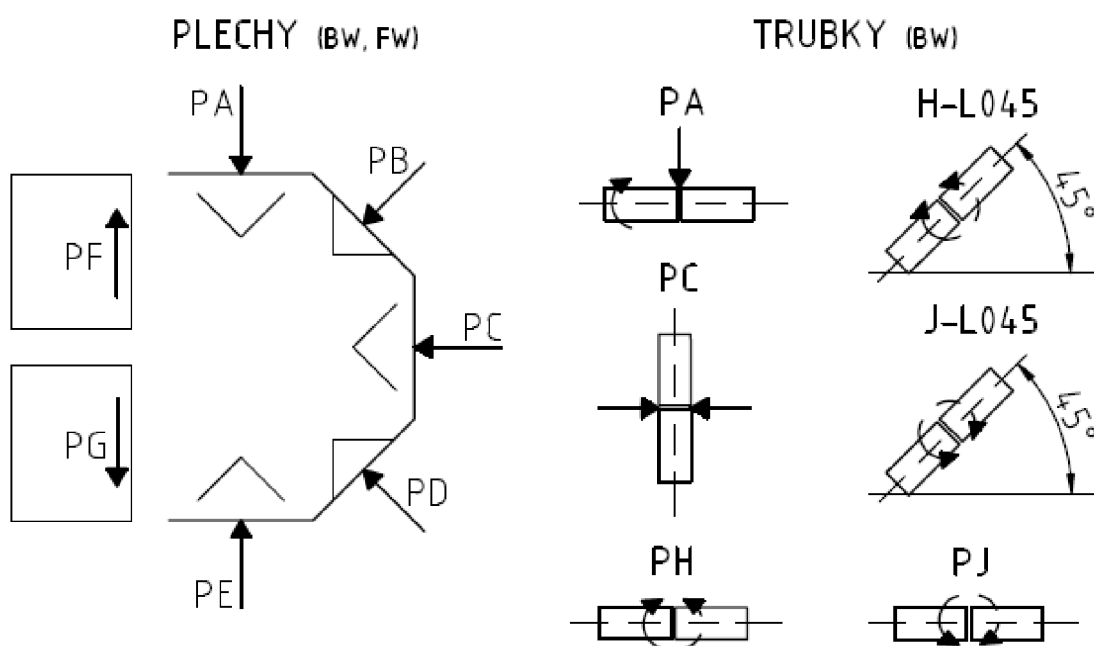 PLECHY (BW, FW)
PA
PB
PF
PC
PG
PD
PE
TRUBKY (BW)
PA
H-L045
45°
PC
J-L045
45°
PH
PJ